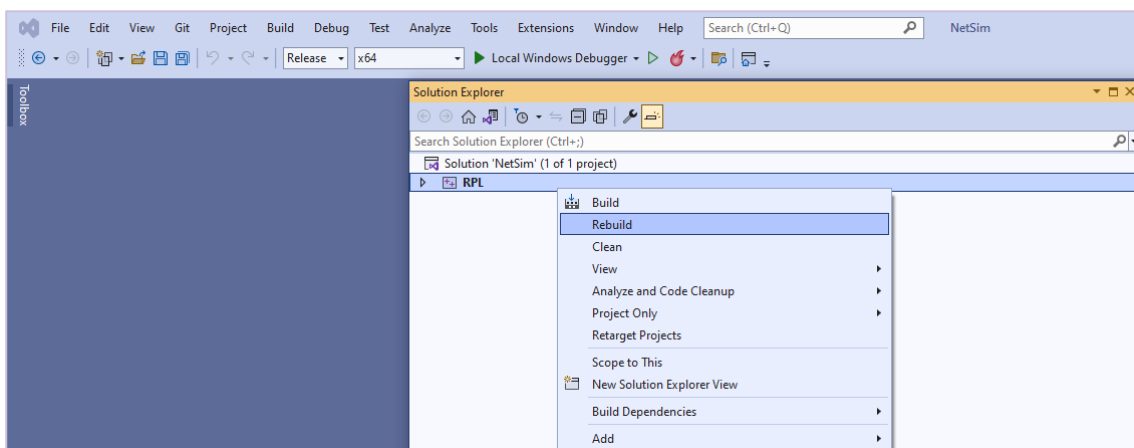 File Edit View Git Project Build Debug Test Analyze Tools Extensions Window Help Search (Ctrl+Q) NetSim
Release x64 Local Windows Debugger
Toolbox
Solution Explorer
Search Solution Explorer (Ctrl+;)
Solution 'NetSim' (1 of 1 project)
RPL
Build
Rebuild
Clean
View
Analyze and Code Cleanup
Project Only
Retarget Projects
Scope to This
New Solution Explorer View
Build Dependencies
Add